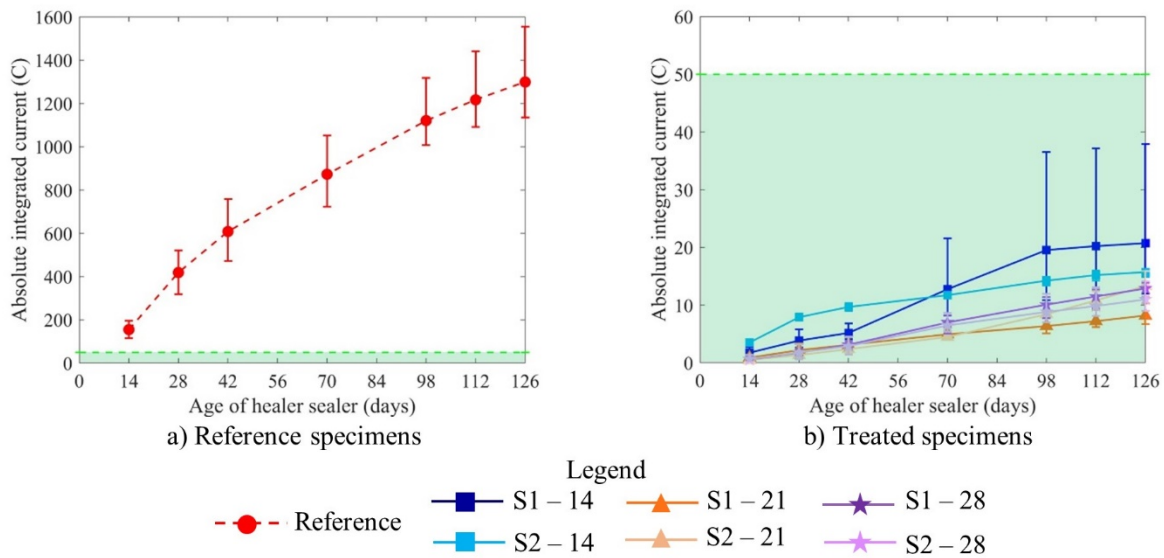 1600
1400
1200
1000
800
600
400
200
0
Absolute integrated current (C)
0 14 28 42 56 70 84 98 112 126
Age of healer sealer (days)
a) Reference specimens
60
50
40
30
20
10
0
Absolute integrated current (C)
0 14 28 42 56 70 84 98 112 126
Age of healer sealer (days)
b) Treated specimens
Legend
Reference
S1 – 14 S1 – 21 S1 – 28
S2 – 14 S2 – 21 S2 – 28